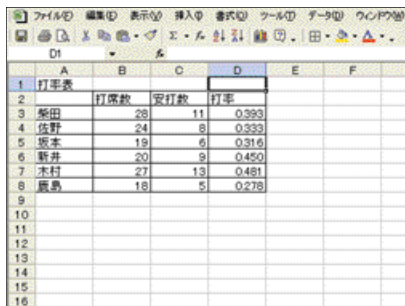 ファイル(F) 編集(E) 表示(V) 挿入(I) 書式(O) ツール(T) データ(D) ウィンドウ(W)
D1 fx
A B C D E F
1 打率表
2 打席数 安打数 打率
3 柴田 28 11 0.393
4 佐野 24 8 0.333
5 坂本 19 6 0.316
6 新井 20 9 0.450
7 木村 27 13 0.481
8 鹿島 18 5 0.278
9
10
11
12
13
14
15
16